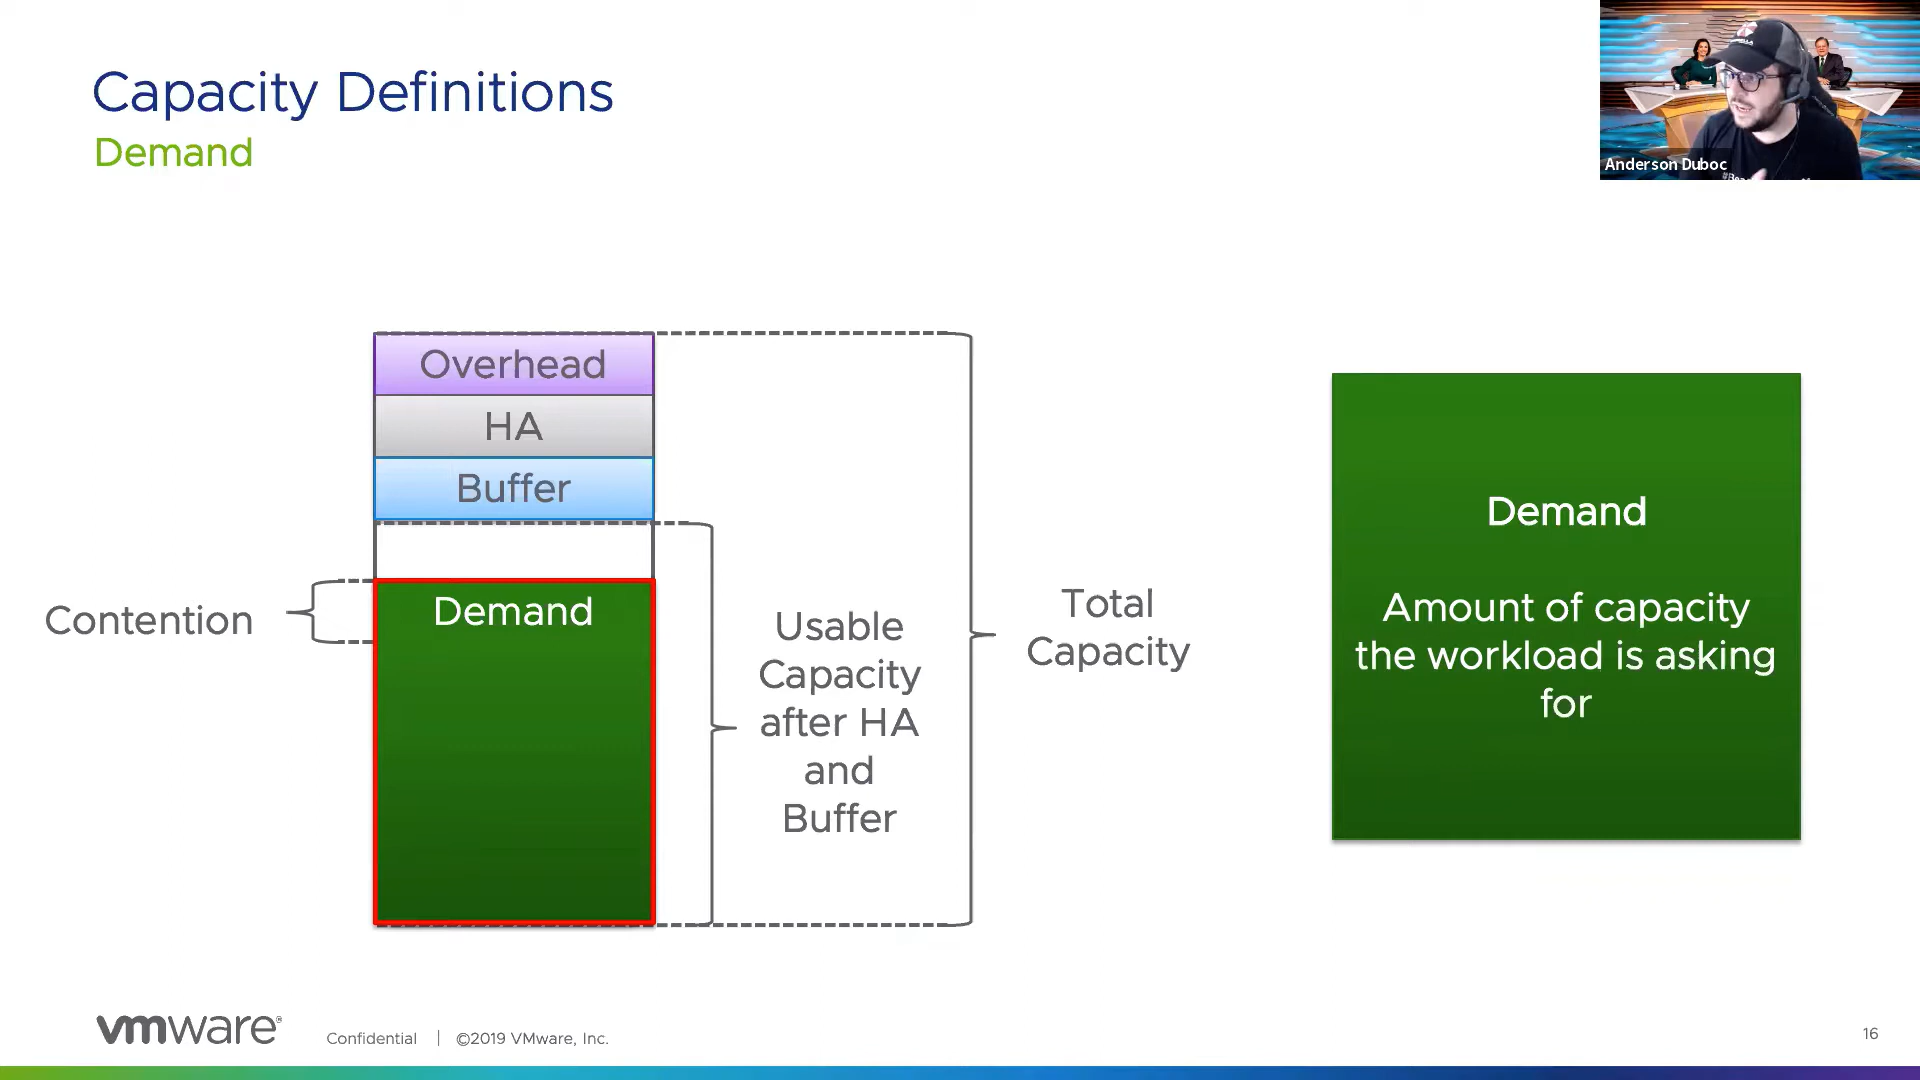 Capacity Definitions
Demand
Anderson Duboc
Overhead
HA
Buffer
Contention
Demand
Usable
Capacity
after HA
and
Buffer
Total
Capacity
Demand
Amount of capacity
the workload is asking
for
vmware®
Confidential | ©2019 VMware, Inc.
16